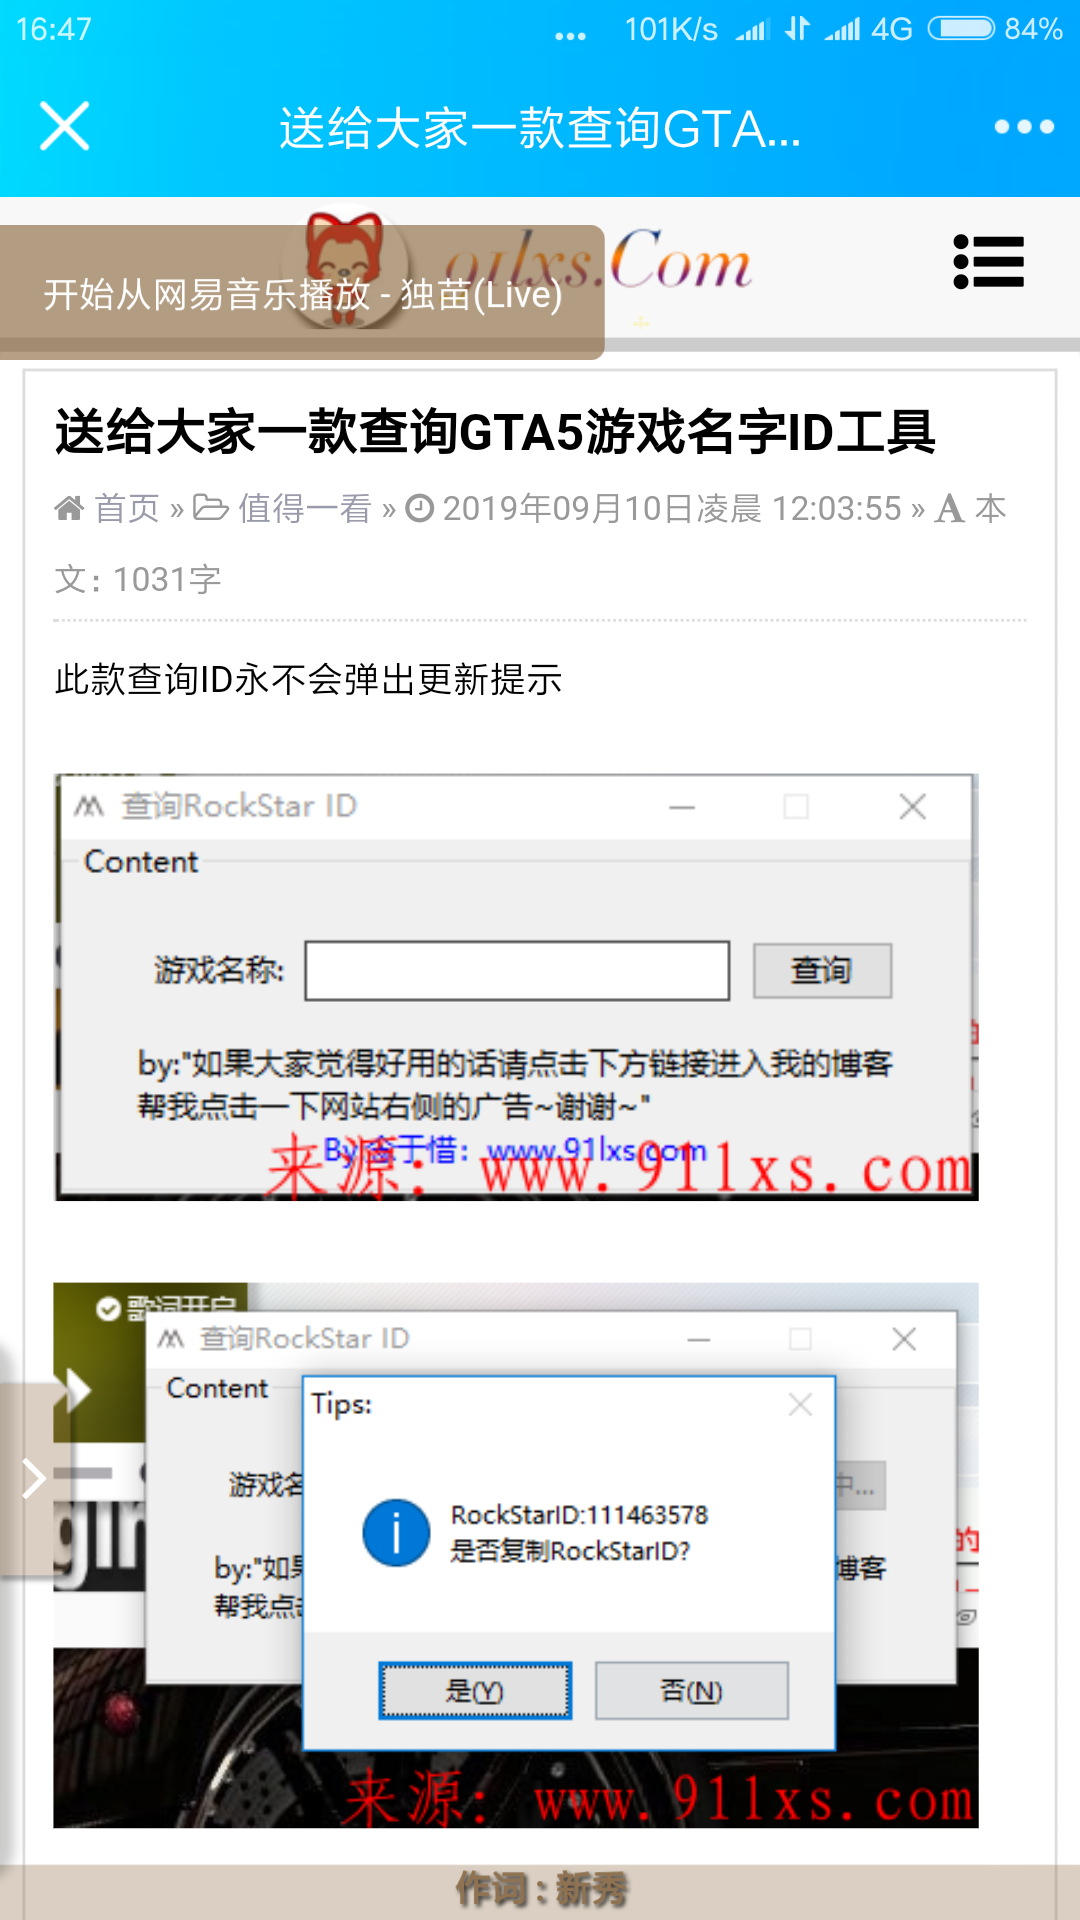 16:47 ... 101K/s 4G 84%
送给大家一款查询GTA...
91lxs.Com
开始从网易音乐播放 - 独苗(Live)
送给大家一款查询GTA5游戏名字ID工具
首页 » 值得一看 » 2019年09月10日凌晨 12:03:55 » 本
文：1031字
此款查询ID永不会弹出更新提示
查询RockStar ID
Content
游戏名称:
查询
by:"如果大家觉得好用的话请点击下方链接进入我的博客
帮我点击一下网站右侧的广告~谢谢~"
www.91lxs.com
来源：www.91lxs.com
歌词开启
查询RockStar ID
Content
Tips:
游戏名
中...
RockStarID:111463578
是否复制RockStarID?
的
by:"如果
博客
帮我点击
是(Y)
否(N)
来源：www.91lxs.com
作词 : 新秀